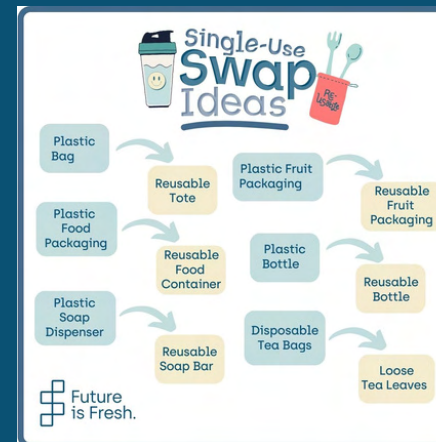 Single-Use
Swap
Ideas
RE-
USABLE
Plastic
Bag
Reusable
Tote
Plastic
Food
Packaging
Reusable
Food
Container
Plastic
Soap
Dispenser
Reusable
Soap Bar
Plastic Fruit
Packaging
Reusable
Fruit
Packaging
Plastic
Bottle
Reusable
Bottle
Disposable
Tea Bags
Loose
Tea Leaves
Future
is Fresh.